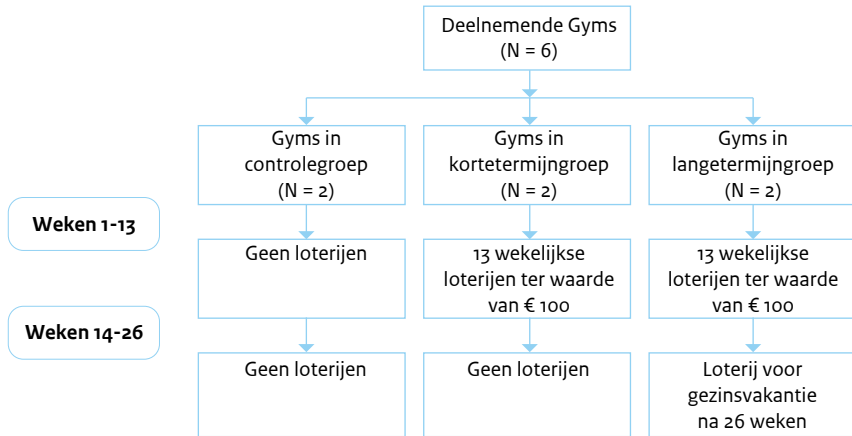 Deelnemende Gyms
(N = 6)
Gyms in
controlegroep
(N = 2)
Gyms in
kortetermijngroep
(N = 2)
Gyms in
langetermijngroep
(N = 2)
Weken 1-13
Geen loterijen
13 wekelijkse
loterijen ter waarde
van € 100
13 wekelijkse
loterijen ter waarde
van € 100
Weken 14-26
Geen loterijen
Geen loterijen
Loterij voor
gezinsvakantie
na 26 weken